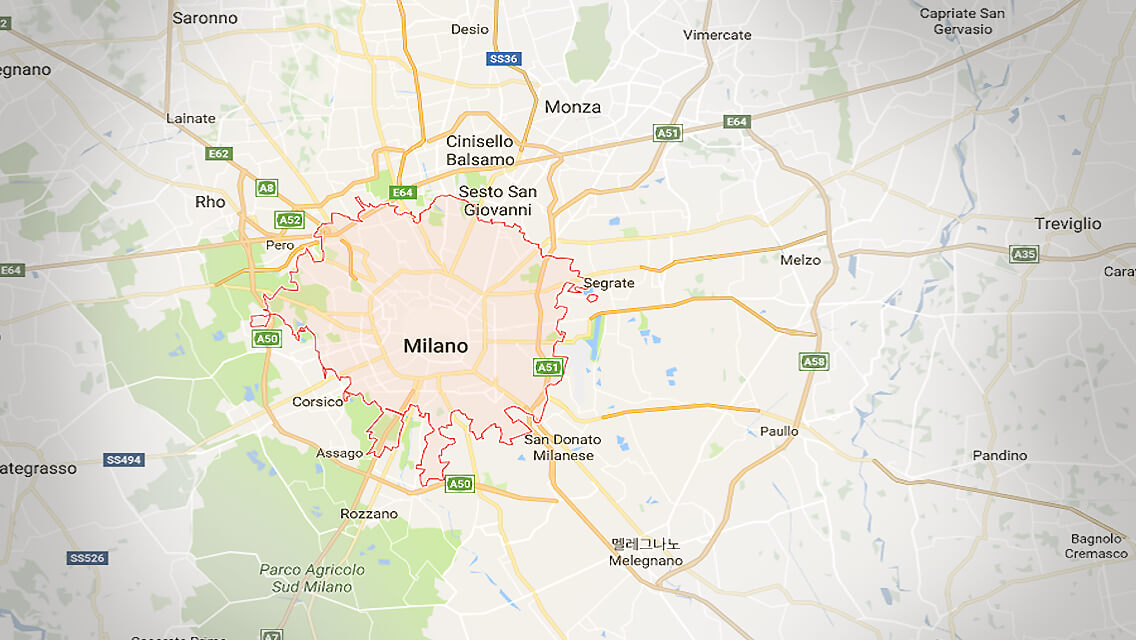 Saronno
Desio
Capriate San
Gervasio
2
Vimercate
SS36
egnano
Monza
Lainate
E64
A51
Cinisello
Balsamo
E62
A8
E64
Sesto San
Giovanni
Rho
A52
Treviglio
Pero
A35
Melzo
E64
Carav
Segrate
A50
Milano
A58
A51
Corsico
Paullo
San Donato
Milanese
Assago
SS494
ategrasso
Pandino
A50
Rozzano
멜레그나노
Melegnano
Bagnolo
Cremasco
SS526
Parco Agricolo
Sud Milano
A7